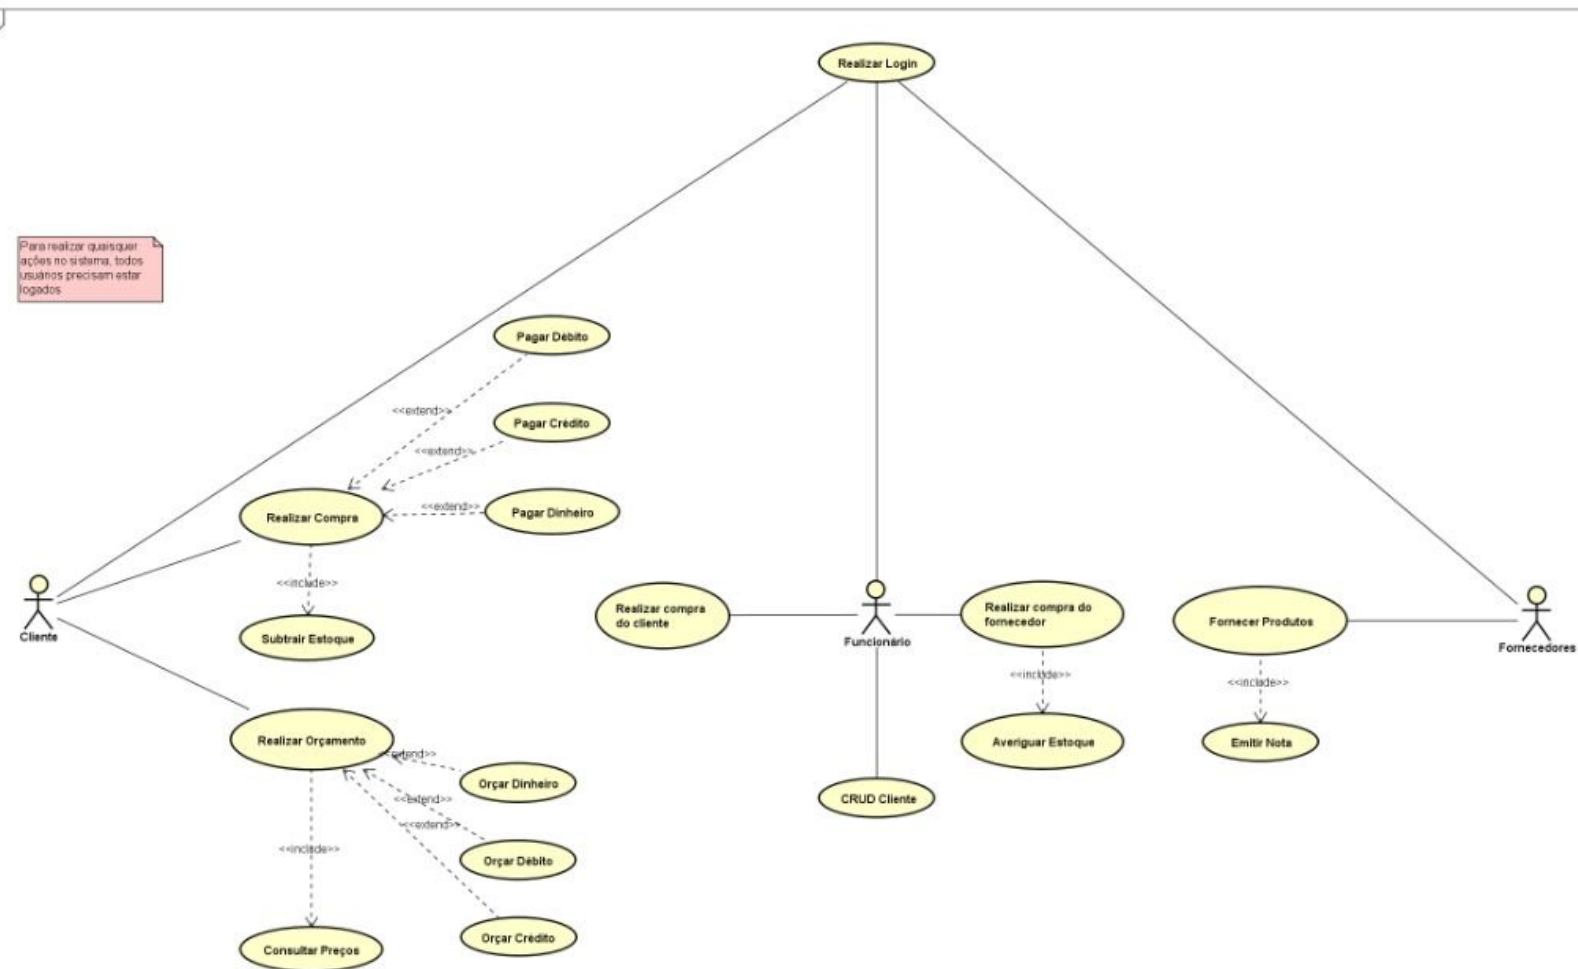 Realizar Login
Para realizar quaisquer
ações no sistema, todos
usuários precisam estar
logados
Pagar Débito
<<extend>>
Pagar Crédito
<<extend>>
<<extend>>
Pagar Dinheiro
Realizar Compra
<<include>>
Subtrair Estoque
Cliente
Realizar compra
do cliente
Funcionário
Realizar compra do
fornecedor
<<include>>
Averiguar Estoque
Fornecer Produtos
<<include>>
Emitir Nota
Fornecedores
Realizar Orçamento
<<extend>>
Orçar Dinheiro
<<extend>>
<<extend>>
<<include>>
Orçar Débito
Orçar Crédito
Consultar Preços
CRUD Cliente